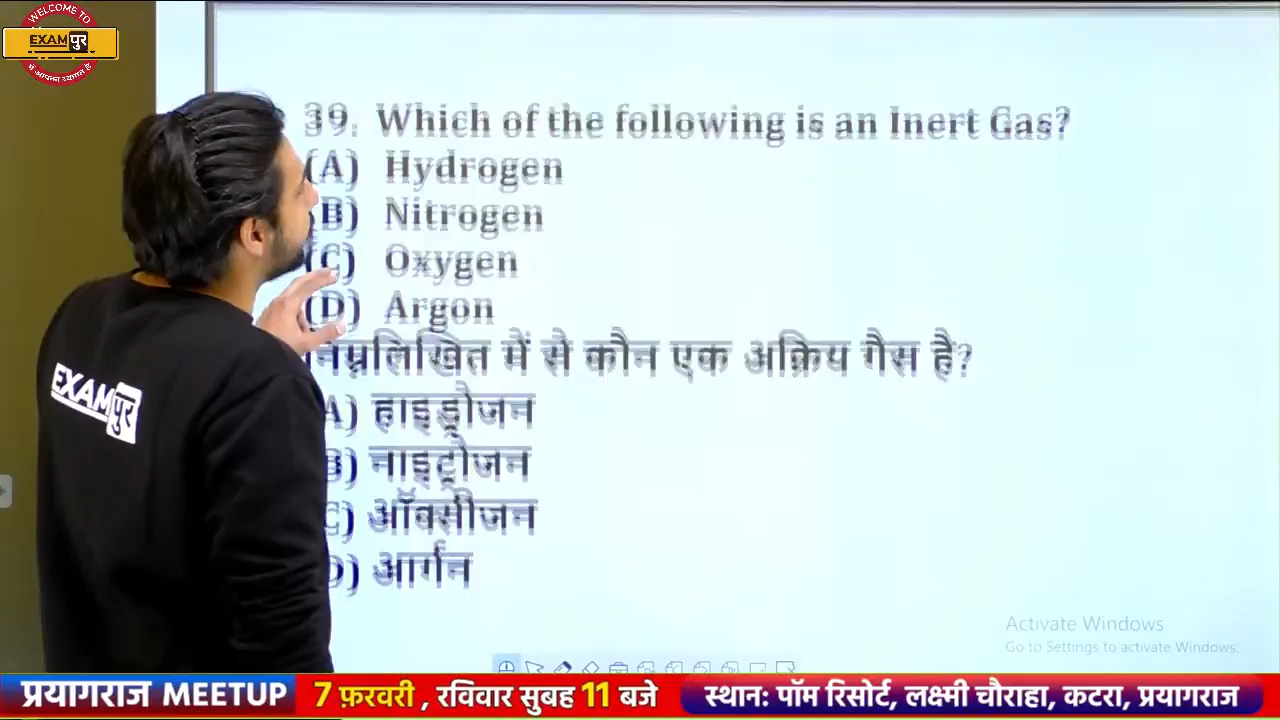 WELCOME TO
EXAMपुर
में आपका स्वागत है
39. Which of the following is an Inert Gas?
(A) Hydrogen
(B) Nitrogen
(C) Oxygen
(D) Argon
निम्नलिखित में से कौन एक अक्रिय गैस है?
A) हाइड्रोजन
B) नाइट्रोजन
C) ऑक्सीजन
D) आर्गन
EXAMपुर
Activate Windows
Go to Settings to activate Windows.
प्रयागराज MEETUP 7 फ़रवरी , रविवार सुबह 11 बजे स्थान: पॉम रिसोर्ट, लक्ष्मी चौराहा, कटरा, प्रयागराज